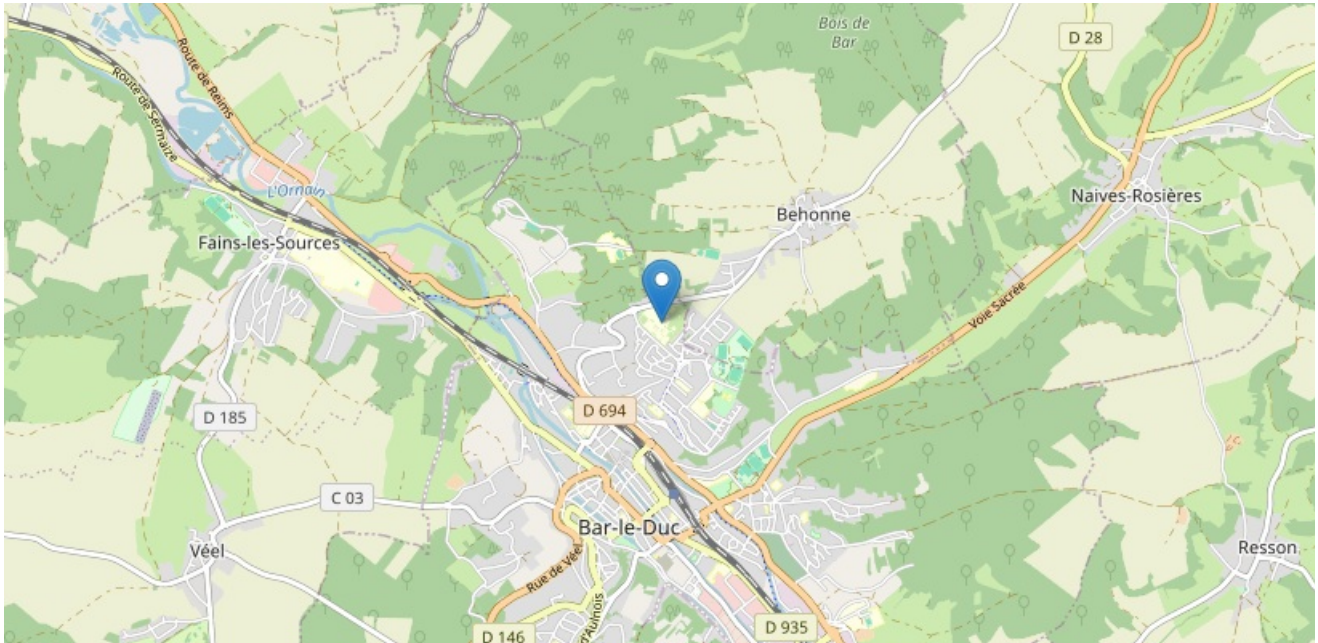 Bois de
Bar
D 28
Route de Reims
Route de Sermaize
L'Ornain
Naives-Rosières
Behonne
Fains-les-Sources
Voie Sacrée
D 185
D 694
C 03
Bar-le-Duc
Véel
Resson
Rue de Véel
d'Aulnois
D 146
D 935